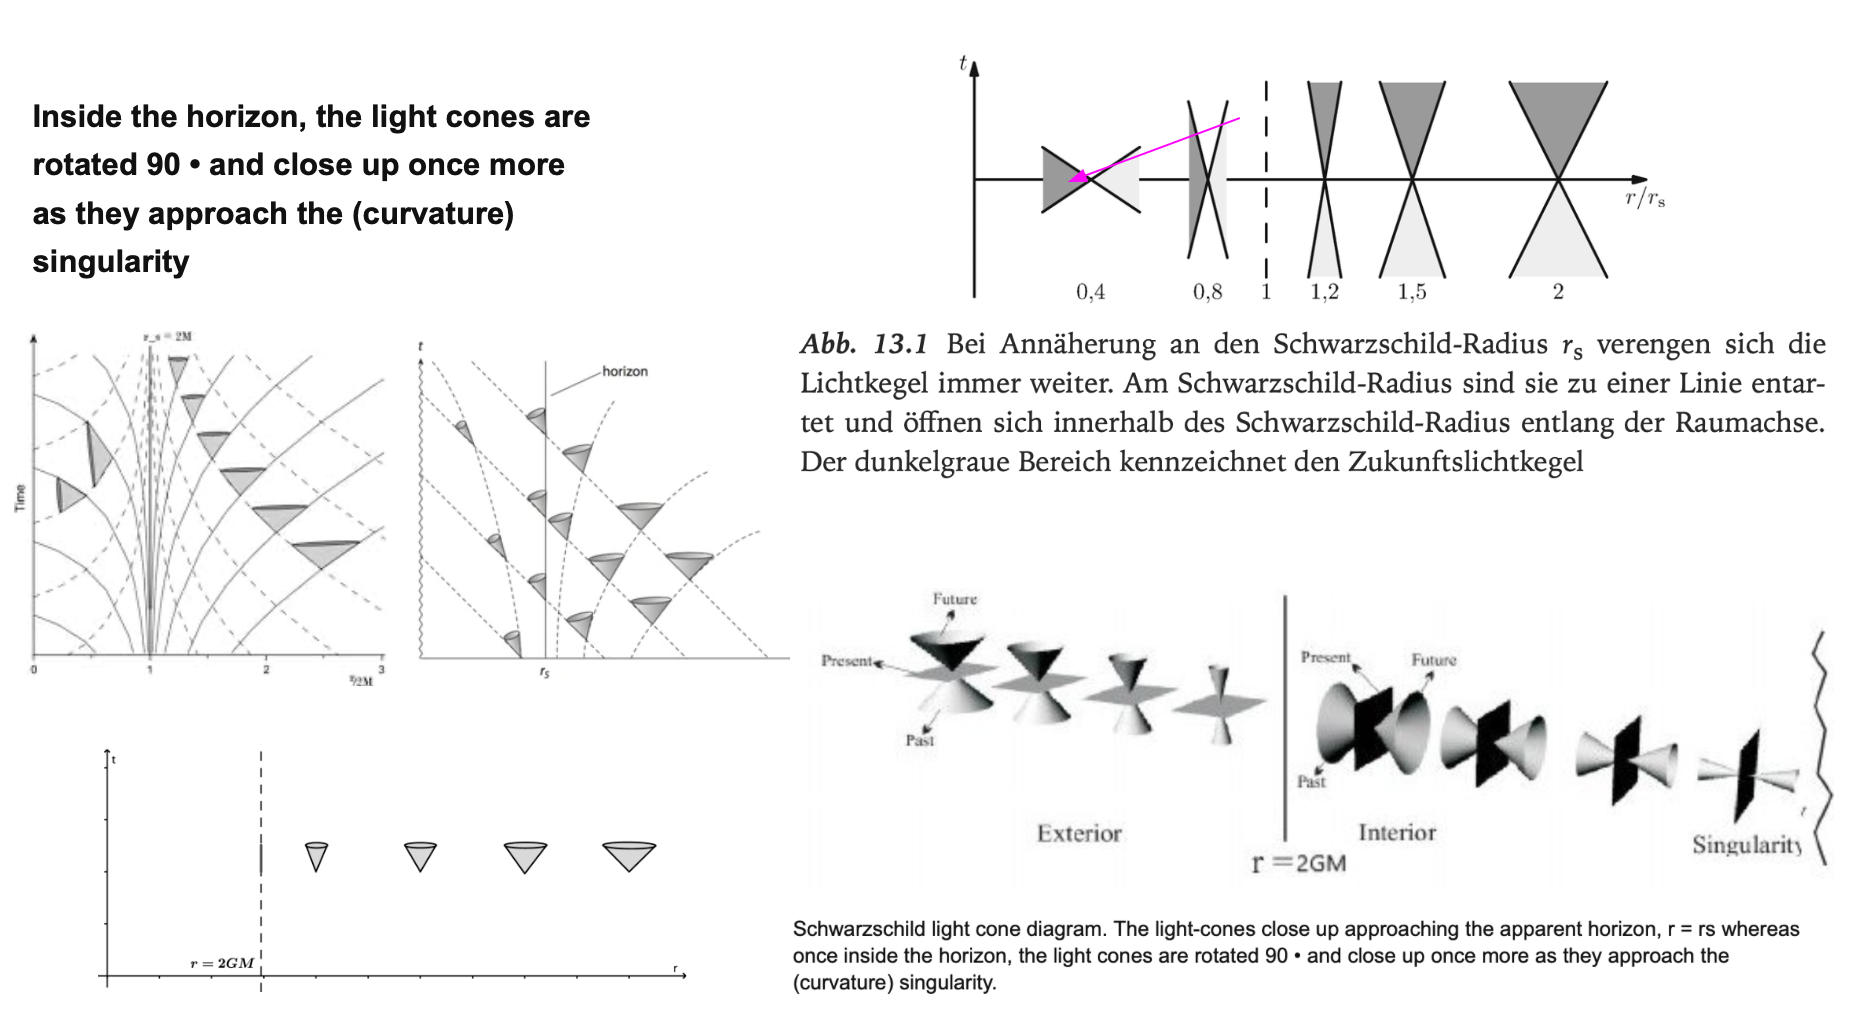 Inside the horizon, the light cones are
rotated 90 • and close up once more
as they approach the (curvature)
singularity
t
r/rs
0,4 0,8 1 1,2 1,5 2
Abb. 13.1 Bei Annäherung an den Schwarzschild-Radius rs verengen sich die
Lichtkegel immer weiter. Am Schwarzschild-Radius sind sie zu einer Linie entar-
tet und öffnen sich innerhalb des Schwarzschild-Radius entlang der Raumachse.
Der dunkelgraue Bereich kennzeichnet den Zukunftslichtkegel
r_s = 2M
Time
0 1 2 3
r/2M
t
horizon
rs
Future
Present
Past
Exterior
Present
Future
Past
Interior
r
Singularity
r =2GM
t
r = 2GM
r
Schwarzschild light cone diagram. The light-cones close up approaching the apparent horizon, r = rs whereas
once inside the horizon, the light cones are rotated 90 • and close up once more as they approach the
(curvature) singularity.